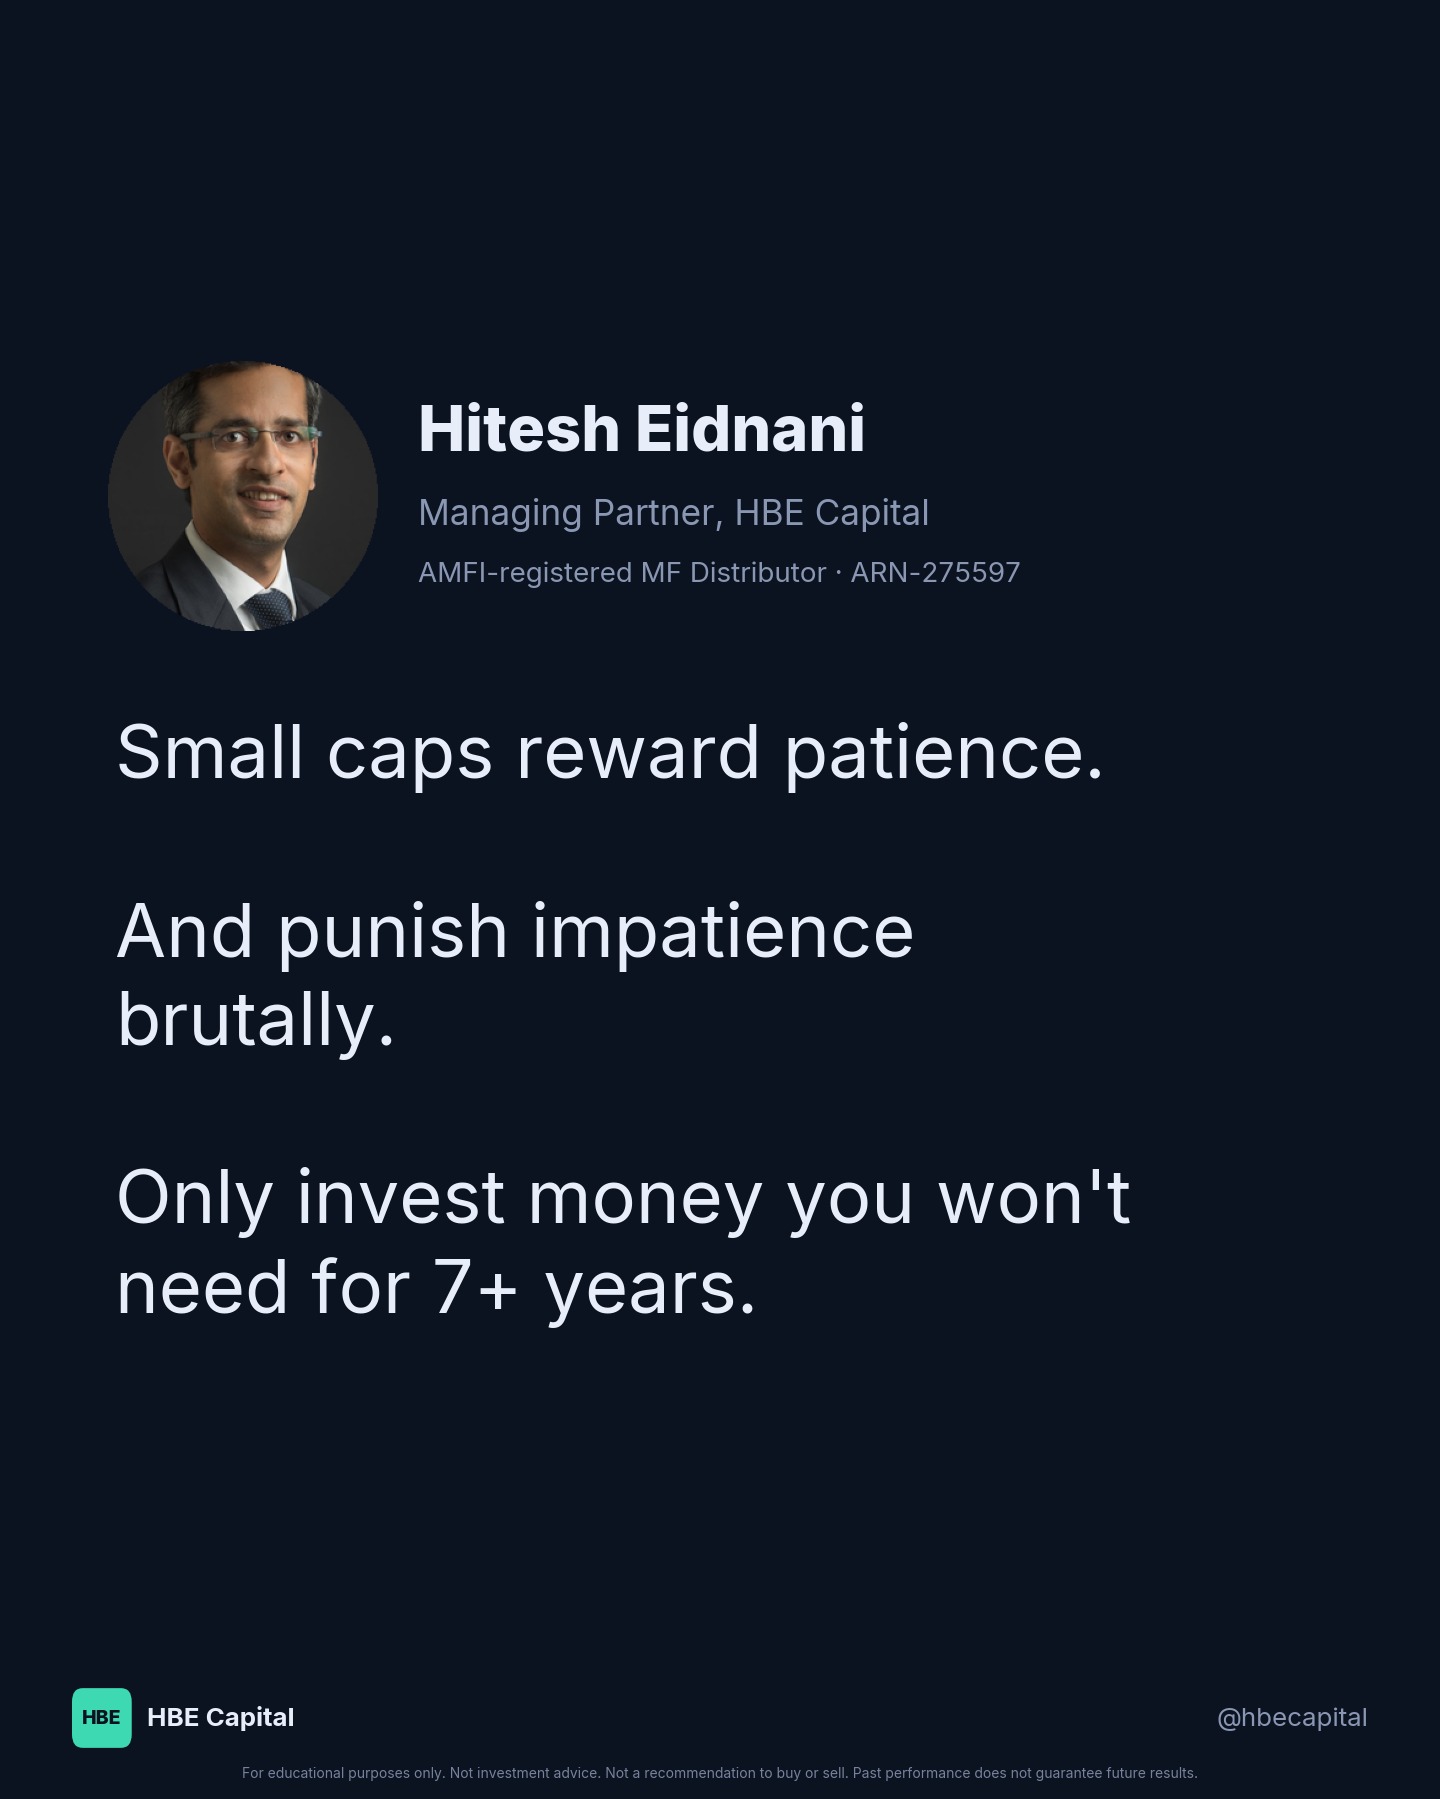 Hitesh Eidnani
Managing Partner, HBE Capital
AMFI-registered MF Distributor · ARN-275597
Small caps reward patience.
And punish impatience
brutally.
Only invest money you won't
need for 7+ years.
HBE HBE Capital
@hbecapital
For educational purposes only. Not investment advice. Not a recommendation to buy or sell. Past performance does not guarantee future results.